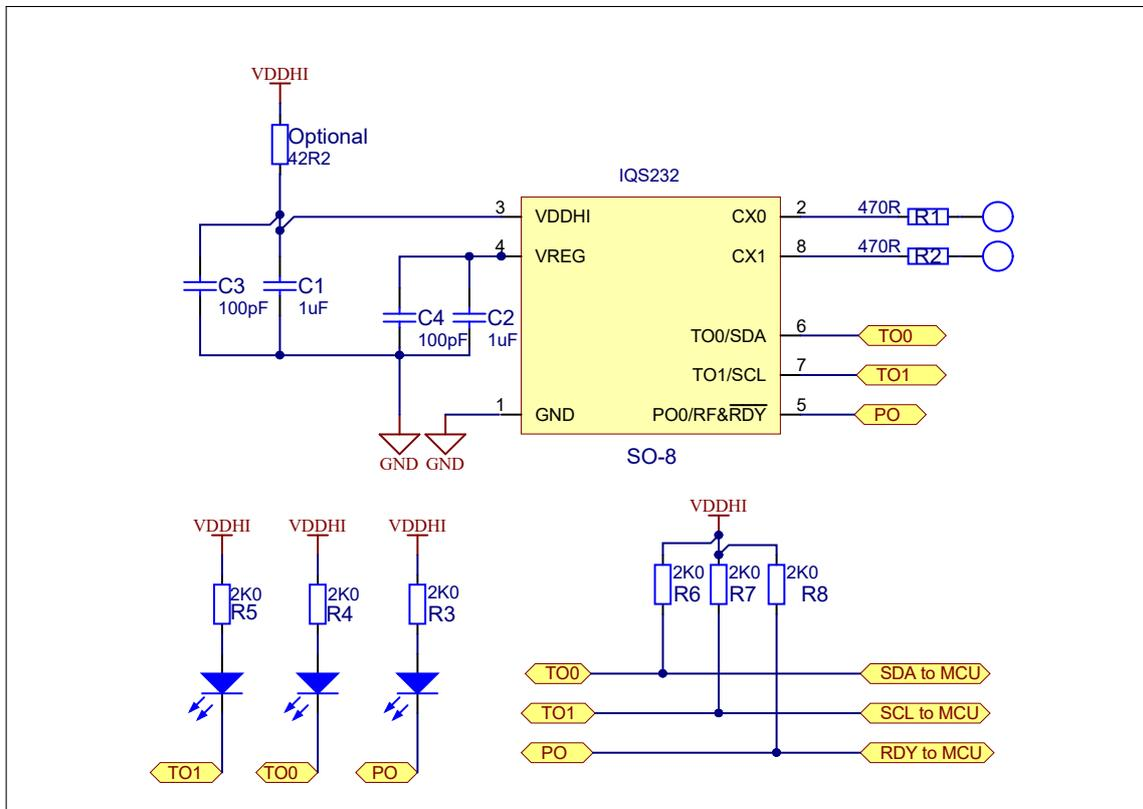 VDDHI
Optional
42R2
IQS232
3
VDDHI
CX0
2
470R
R1
4
VREG
CX1
8
470R
R2
C3
100pF
C1
1uF
C4
100pF
C2
1uF
TO0/SDA
6
TO0
TO1/SCL
7
TO1
1
GND
PO0/RF&RDY
5
PO
GND
GND
SO-8
VDDHI
VDDHI
VDDHI
VDDHI
2K0
R5
2K0
R4
2K0
R3
2K0
R6
2K0
R7
2K0
R8
TO0
SDA to MCU
TO1
SCL to MCU
PO
RDY to MCU
TO1
TO0
PO